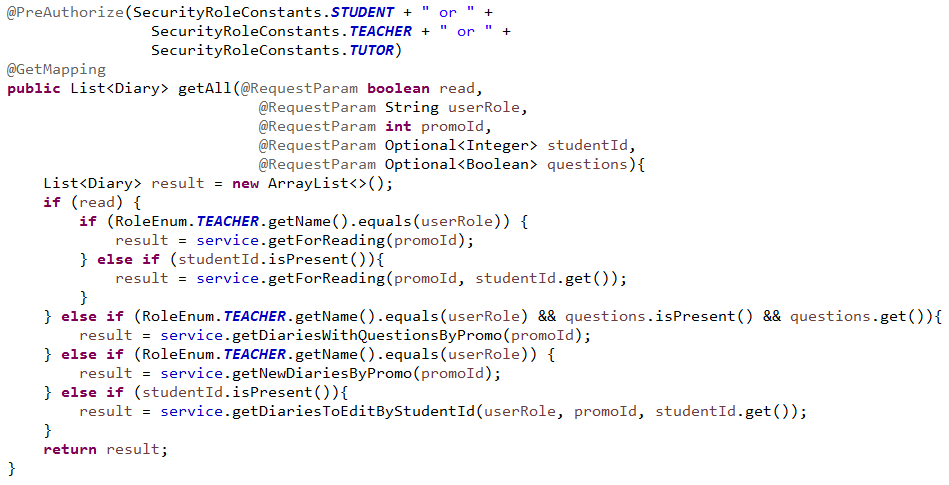 @PreAuthorize(SecurityRoleConstants.STUDENT + " or " +
                SecurityRoleConstants.TEACHER + " or " +
                SecurityRoleConstants.TUTOR)
@GetMapping
public List<Diary> getAll(@RequestParam boolean read,
                            @RequestParam String userRole,
                            @RequestParam int promoId,
                            @RequestParam Optional<Integer> studentId,
                            @RequestParam Optional<Boolean> questions){
    List<Diary> result = new ArrayList<>();
    if (read) {
        if (RoleEnum.TEACHER.getName().equals(userRole)) {
            result = service.getForReading(promoId);
        } else if (studentId.isPresent()){
            result = service.getForReading(promoId, studentId.get());
        }
    } else if (RoleEnum.TEACHER.getName().equals(userRole) && questions.isPresent() && questions.get()){
        result = service.getDiariesWithQuestionsByPromo(promoId);
    } else if (RoleEnum.TEACHER.getName().equals(userRole)) {
        result = service.getNewDiariesByPromo(promoId);
    } else if (studentId.isPresent()){
        result = service.getDiariesToEditByStudentId(userRole, promoId, studentId.get());
    }
    return result;
}